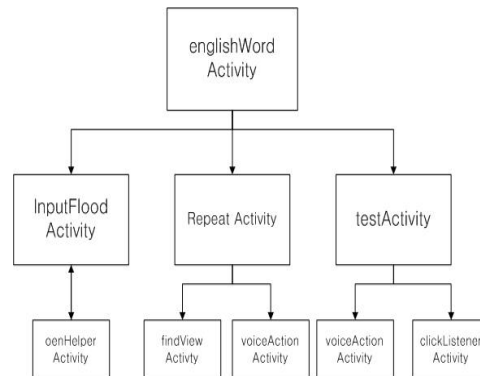 englishWord
Activity
InputFlood
Activity
Repeat Activity
testActivity
oenHelper
Activity
findView
Activty
voiceAction
Activity
voiceAction
Activity
clickListener
Activity